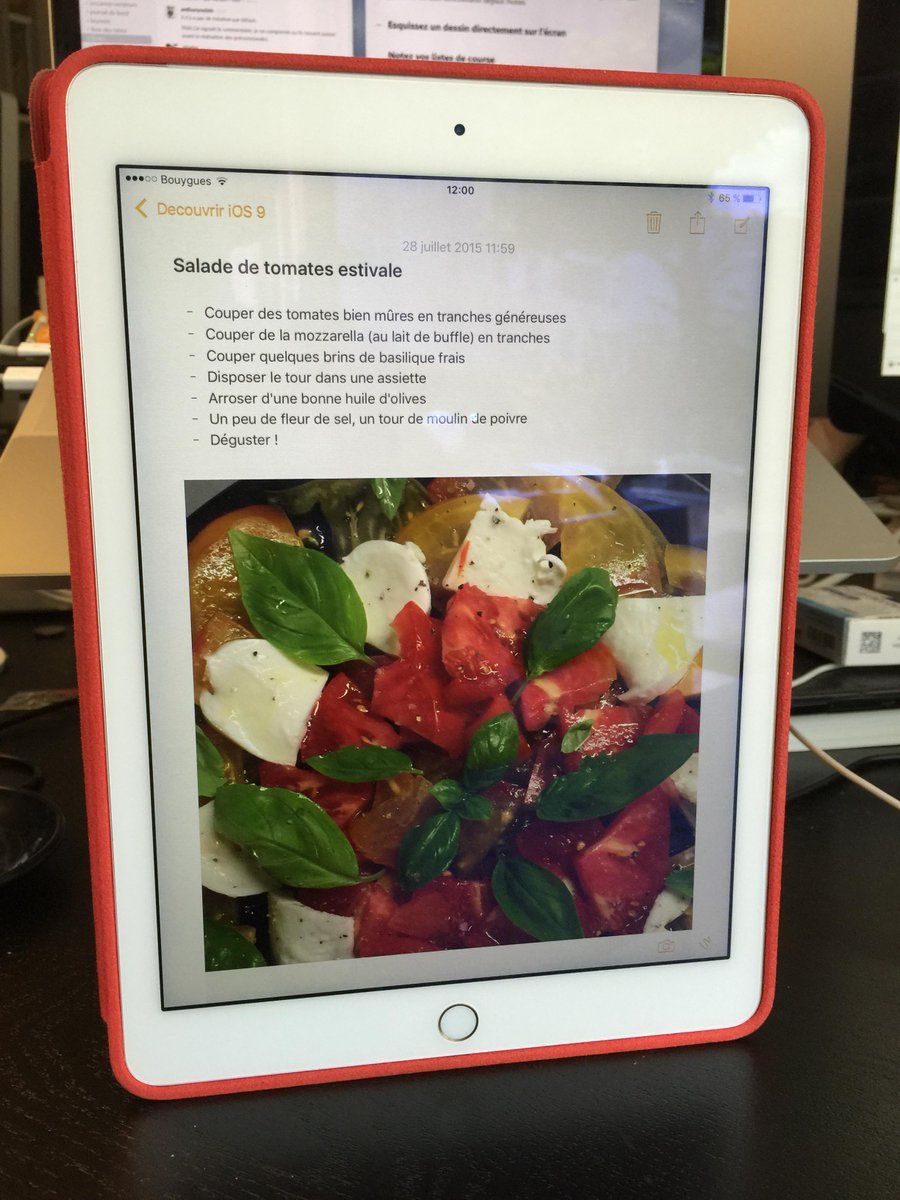 Esquissez un dessin directement sur l'écran
Notez vos listes de course
Bouygues
12:00
65 %
Decouvrir iOS 9
28 juillet 2015 11:59
Salade de tomates estivale
- Couper des tomates bien mûres en tranches généreuses
- Couper de la mozzarella (au lait de buffle) en tranches
- Couper quelques brins de basilique frais
- Disposer le tour dans une assiette
- Arroser d'une bonne huile d'olives
- Un peu de fleur de sel, un tour de moulin de poivre
- Déguster !